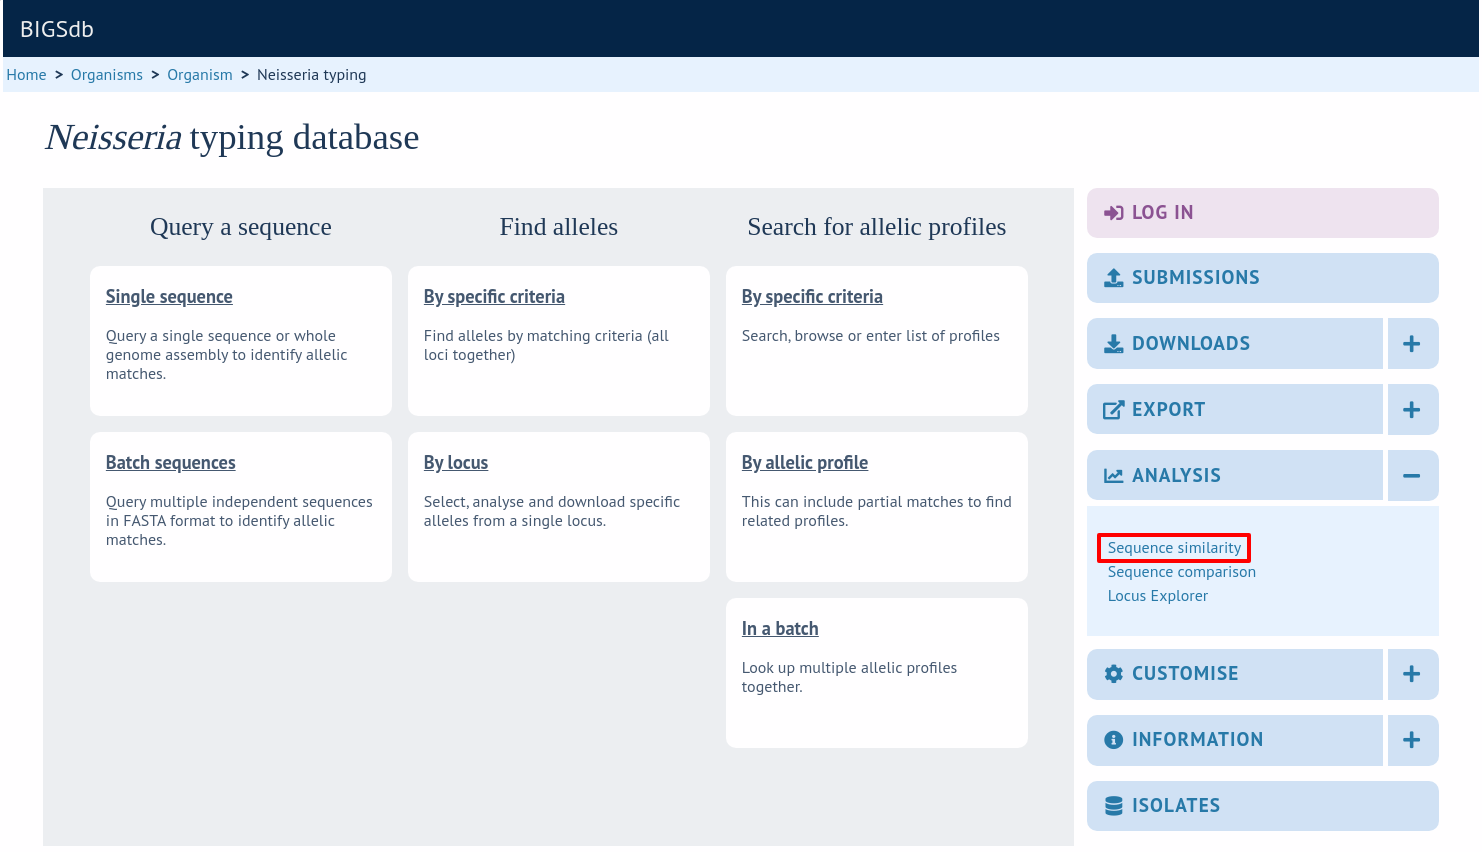 BIGSdb
Home > Organisms > Organism > Neisseria typing
Neisseria typing database
Query a sequence
Single sequence
Query a single sequence or whole
genome assembly to identify allelic
matches.
Batch sequences
Query multiple independent sequences
in FASTA format to identify allelic
matches.
Find alleles
By specific criteria
Find alleles by matching criteria (all
loci together)
By locus
Select, analyse and download specific
alleles from a single locus.
Search for allelic profiles
By specific criteria
Search, browse or enter list of profiles
By allelic profile
This can include partial matches to find
related profiles.
In a batch
Look up multiple allelic profiles
together.
LOG IN
SUBMISSIONS
DOWNLOADS
EXPORT
ANALYSIS
Sequence similarity
Sequence comparison
Locus Explorer
CUSTOMISE
INFORMATION
ISOLATES